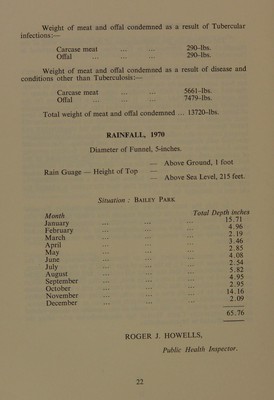 Weight of meat and offal condemned as a result of Tubercular
infections:—
Carcase meat ... ... 290-lbs.
Offal ... ... ... 290-lbs.
Weight of meat and offal condemned as a result of disease and
conditions other than Tuberculosis:—
Carcase meat ... ... 5661-lbs.
Offal ... ... ... 7479-lbs.
Total weight of meat and offal condemned ... 13720-lbs.
RAINFALL, 1970
Diameter of Funnel, 5-inches.
— Above Ground, 1 foot
Rain Guage — Height of Top —
— Above Sea Level, 215 feet.
Situation : BAILEY PARK
Month Total Depth inches
January ... ... ... 15.71
February ... ... ... 4.96
March ... ... ... 2.19
April ... ... ... 3.46
May ... ... ... 2.85
June ... ... ... 4.08
July ... ... ... 2.54
August ... ... ... 5.82
September ... ... ... 4.95
October ... ... ... 2.95
November ... ... ... 14.16
December ... ... ... 2.09
65.76
ROGER J. HOWELLS,
Public Health Inspector.
22